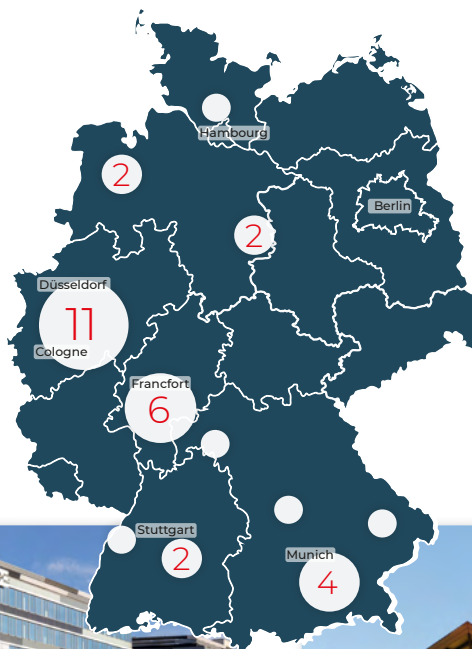 Hambourg
2
Berlin
2
Düsseldorf
11
Cologne
Francfort
6
Stuttgart
2
Munich
4